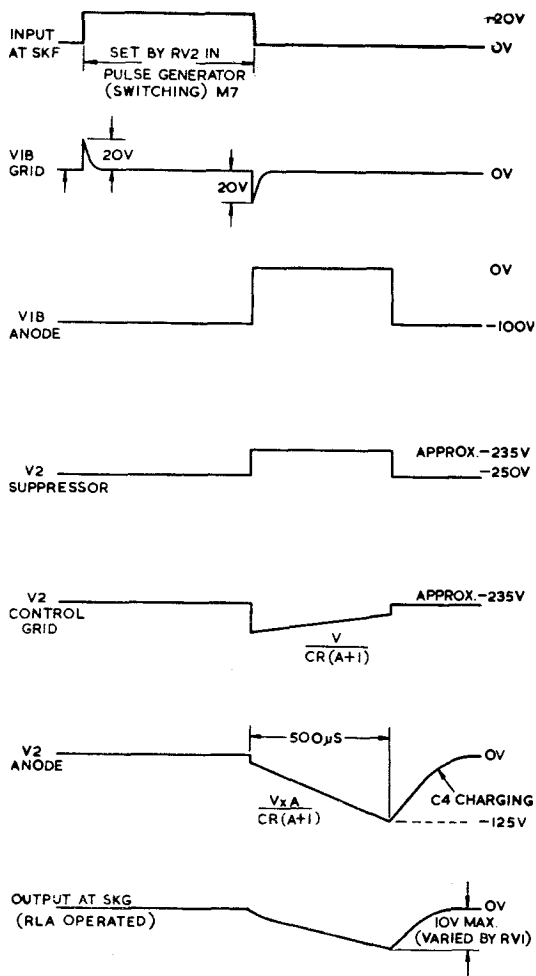 INPUT
AT SKF
SET BY RV2 IN
PULSE GENERATOR
(SWITCHING) M7
+20V
0V
V1B
GRID
20V
20V
0V
V1B
ANODE
0V
-100V
V2
SUPPRESSOR
APPROX.-235V
-250V
V2
CONTROL
GRID
APPROX.-235V
V
CR(A+1)
V2
ANODE
500µS
0V
C4 CHARGING
-125V
V x A
CR(A+1)
OUTPUT AT SKG
(RLA OPERATED)
0V
10V MAX.
(VARIED BY RV1)